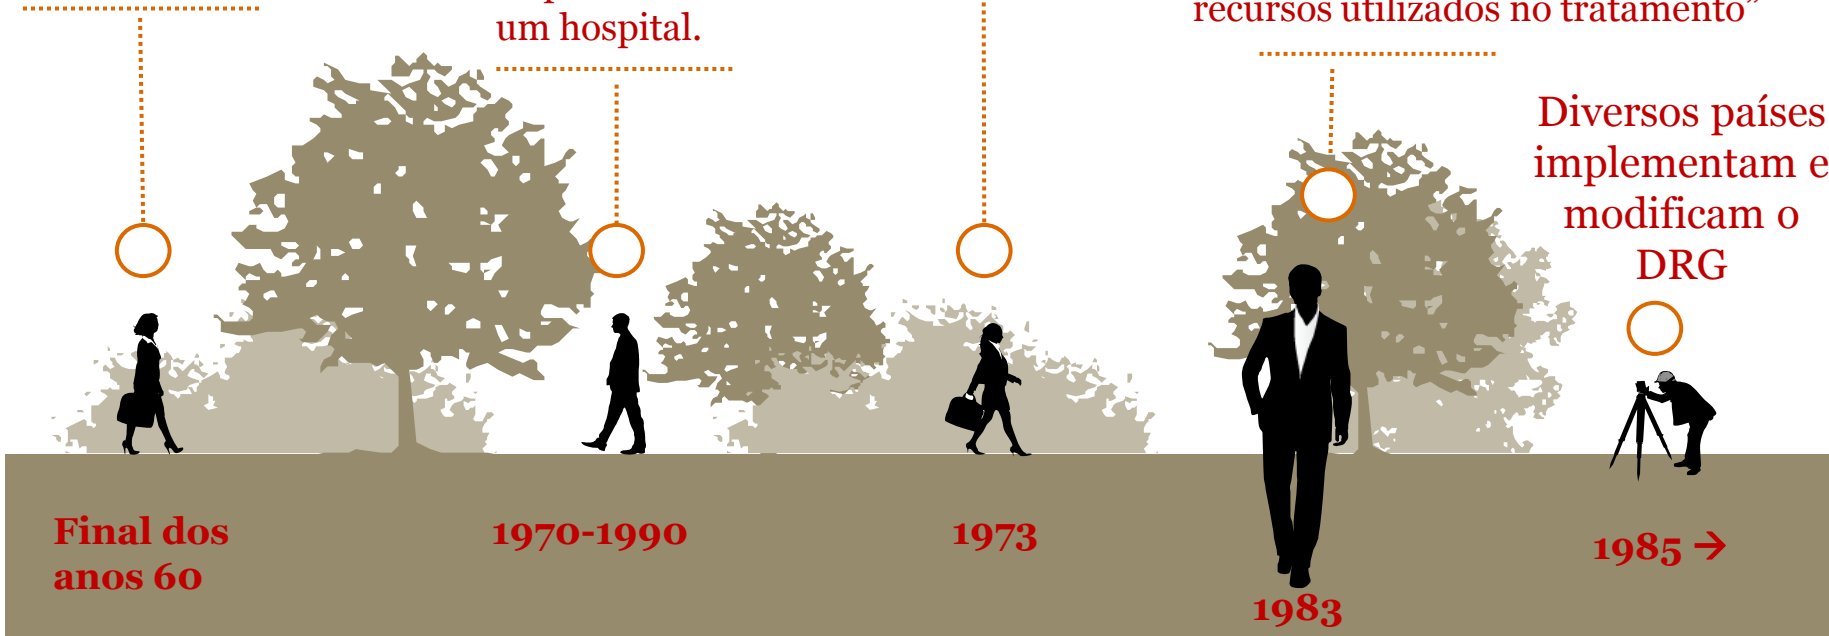 um hospital.
recursos utilizados no tratamento”
Diversos países
implementam e
modificam o
DRG
Final dos
anos 60
1970-1990
1973
1983
1985 →